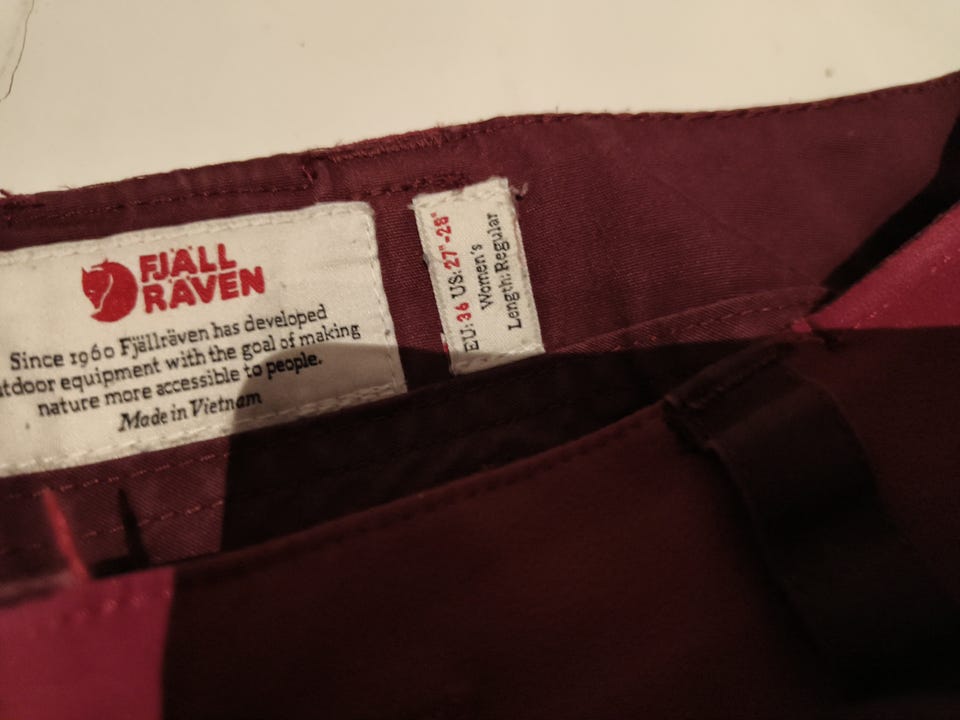 FJÄLL
RÄVEN
Since 1960 Fjällräven has developed
tdoor equipment with the goal of making
nature more accessible to people.
Made in Vietnam
EU: 36 US: 27"-28"
Women's
Length: Regular